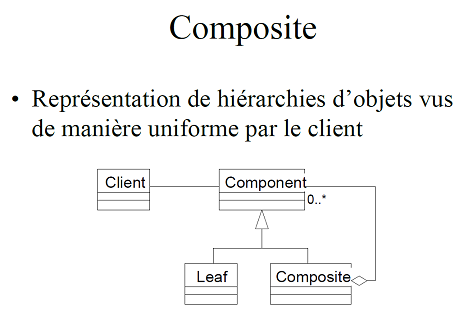 Composite
• Représentation de hiérarchies d’objets vus
de manière uniforme par le client
Client
Component
0..*
Leaf
Composite